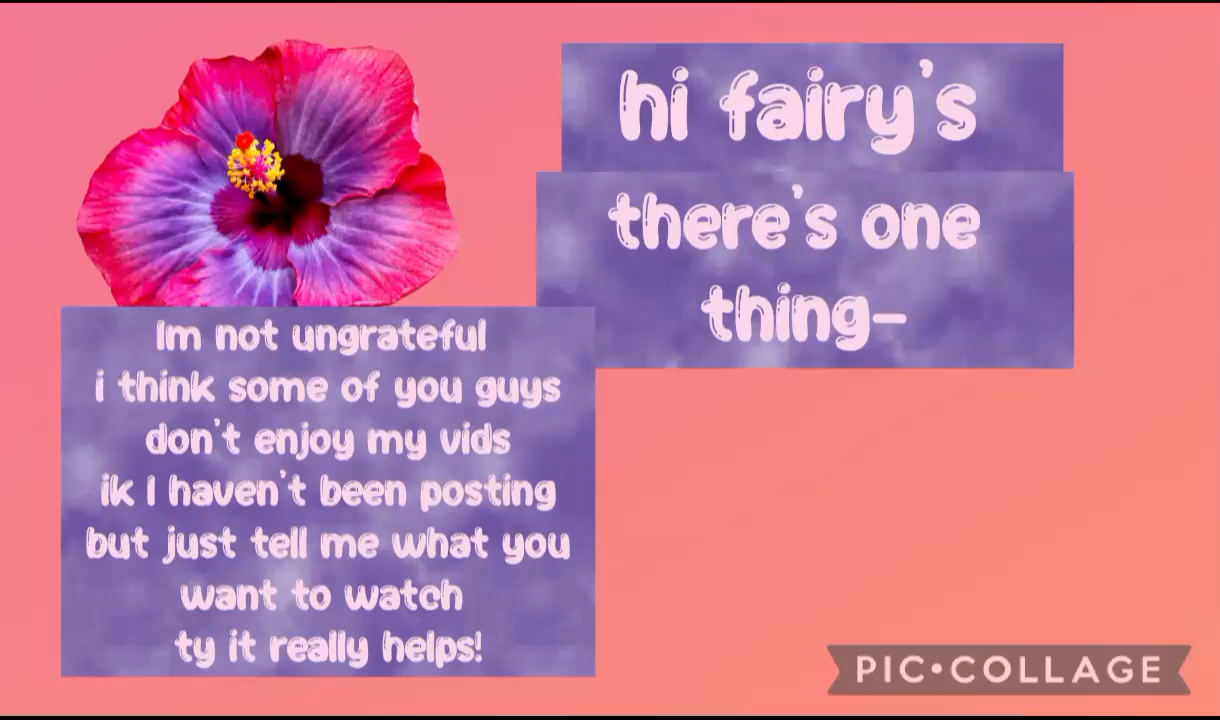 hi fairy's
there's one
thing-
Im not ungrateful
i think some of you guys
don't enjoy my vids
ik I haven't been posting
but just tell me what you
want to watch
ty it really helps!
PIC•COLLAGE